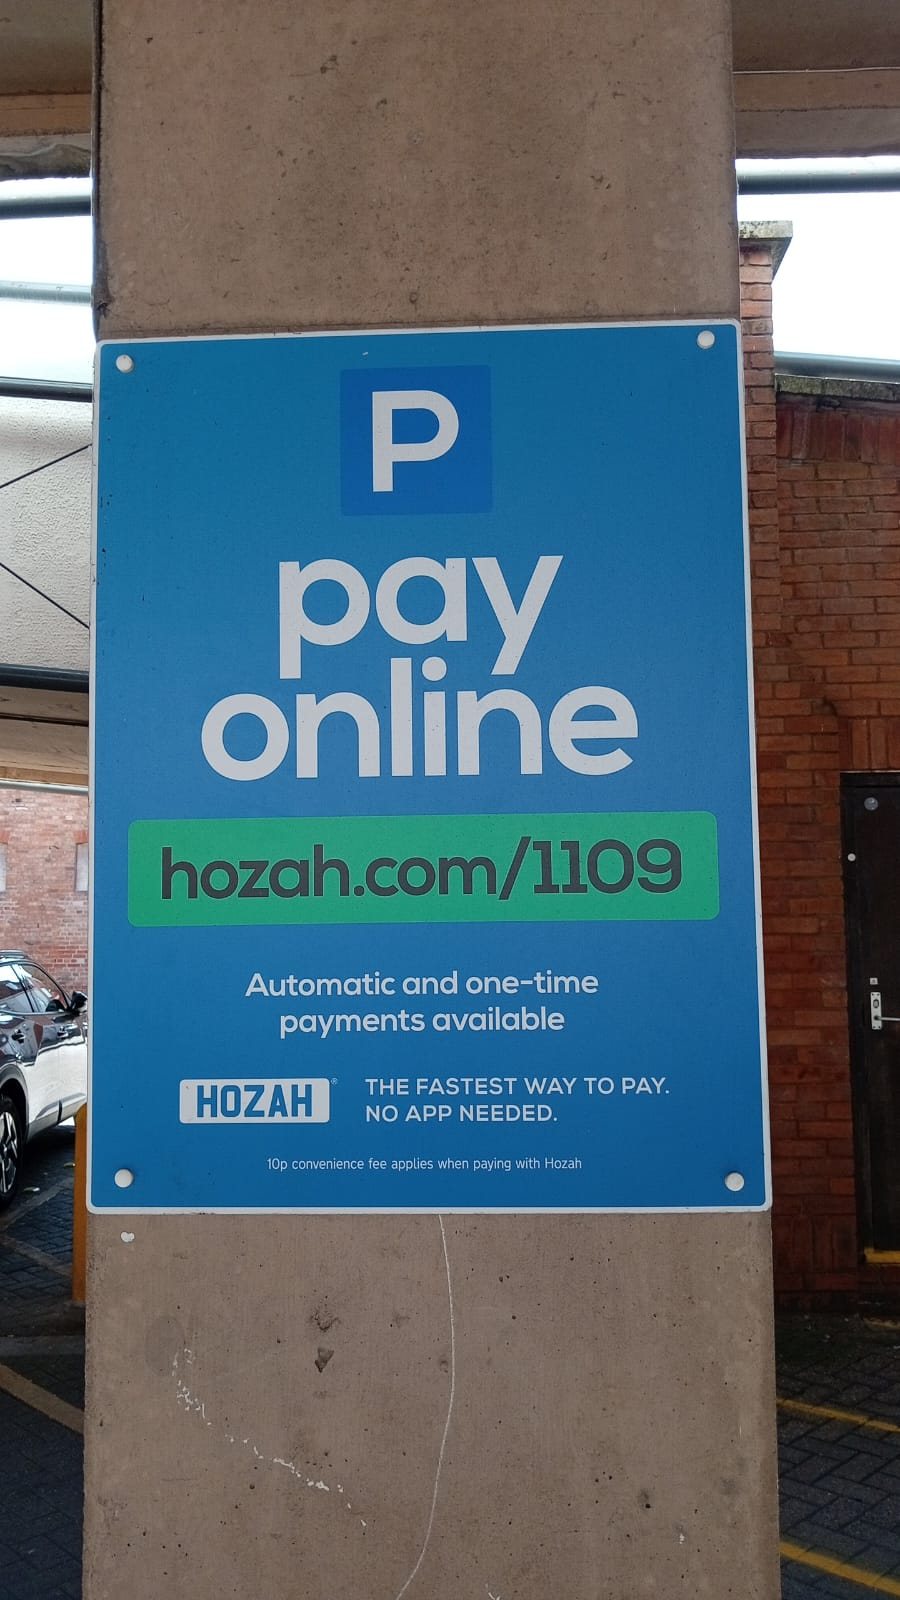 P
pay
online
hozah.com/1109
Automatic and one-time
payments available
HOZAH®
THE FASTEST WAY TO PAY.
NO APP NEEDED.
10p convenience fee applies when paying with Hozah